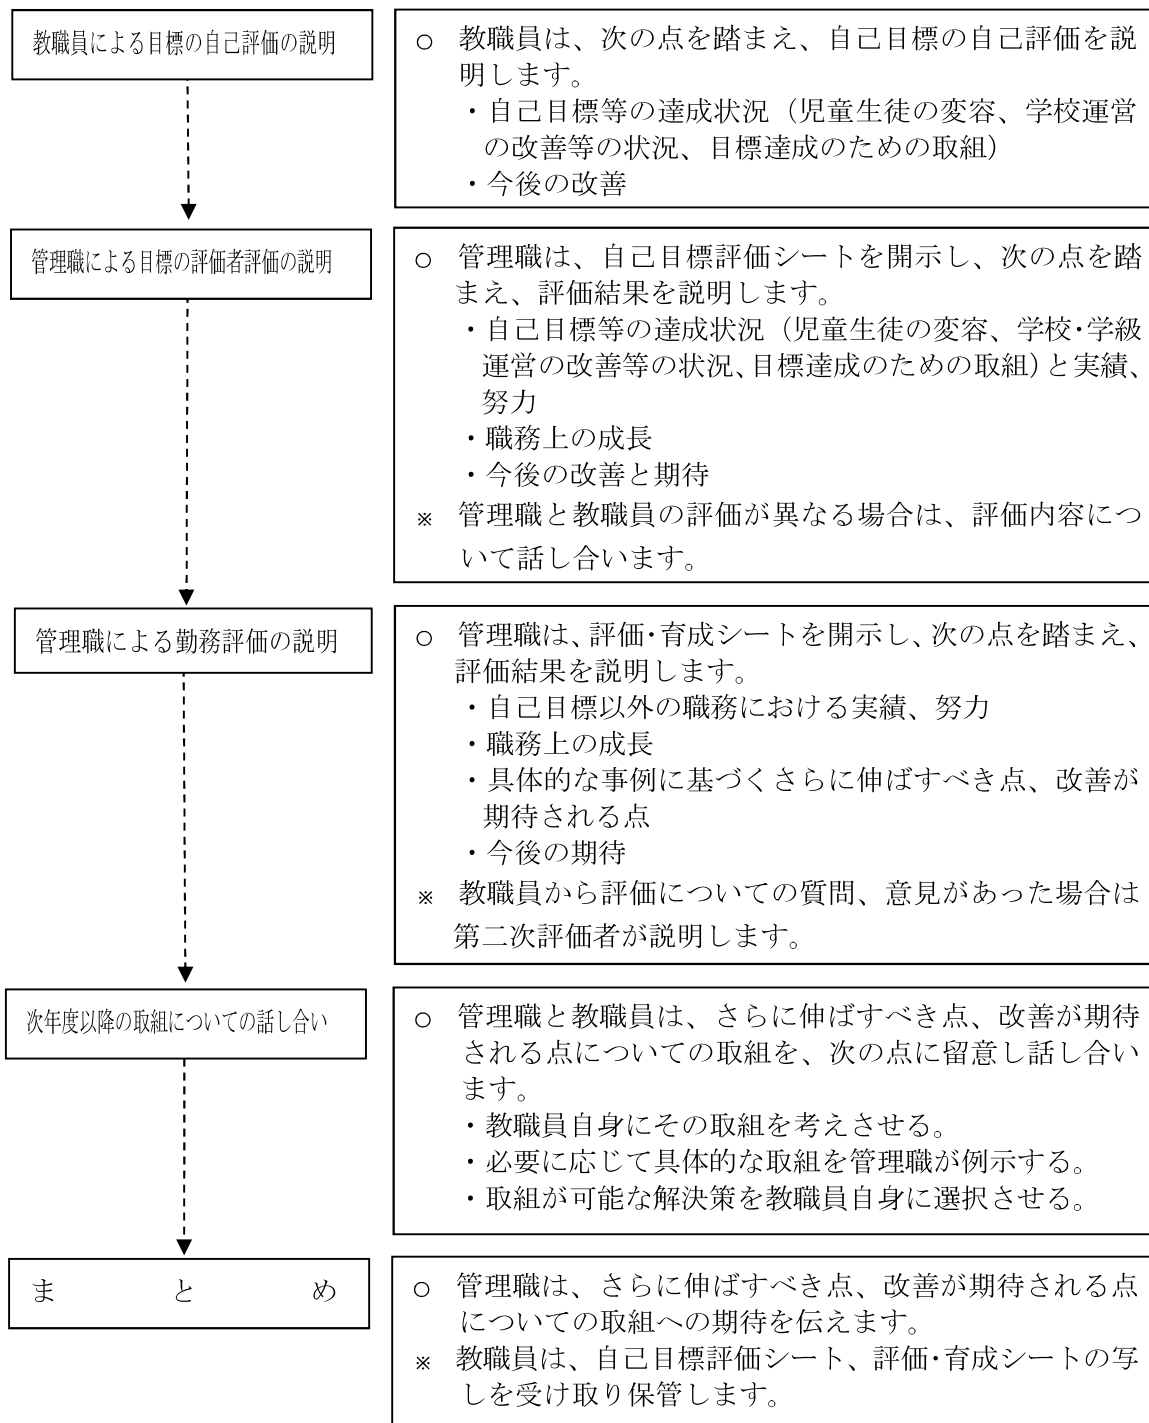 教職員による目標の自己評価の説明
○ 教職員は、次の点を踏まえ、自己目標の自己評価を説
明します。
・自己目標等の達成状況（児童生徒の変容、学校運営
の改善等の状況、目標達成のための取組）
・今後の改善
管理職による目標の評価者評価の説明
○ 管理職は、自己目標評価シートを開示し、次の点を踏
まえ、評価結果を説明します。
・自己目標等の達成状況（児童生徒の変容、学校・学級
運営の改善等の状況、目標達成のための取組）と実績、
努力
・職務上の成長
・今後の改善と期待
※ 管理職と教職員の評価が異なる場合は、評価内容につ
いて話し合います。
管理職による勤務評価の説明
○ 管理職は、評価・育成シートを開示し、次の点を踏まえ、
評価結果を説明します。
・自己目標以外の職務における実績、努力
・職務上の成長
・具体的な事例に基づくさらに伸ばすべき点、改善が
期待される点
・今後の期待
※ 教職員から評価についての質問、意見があった場合は
第二次評価者が説明します。
次年度以降の取組についての話し合い
○ 管理職と教職員は、さらに伸ばすべき点、改善が期待
される点についての取組を、次の点に留意し話し合い
ます。
・教職員自身にその取組を考えさせる。
・必要に応じて具体的な取組を管理職が例示する。
・取組が可能な解決策を教職員自身に選択させる。
ま と め
○ 管理職は、さらに伸ばすべき点、改善が期待される点
についての取組への期待を伝えます。
※ 教職員は、自己目標評価シート、評価・育成シートの写
しを受け取り保管します。